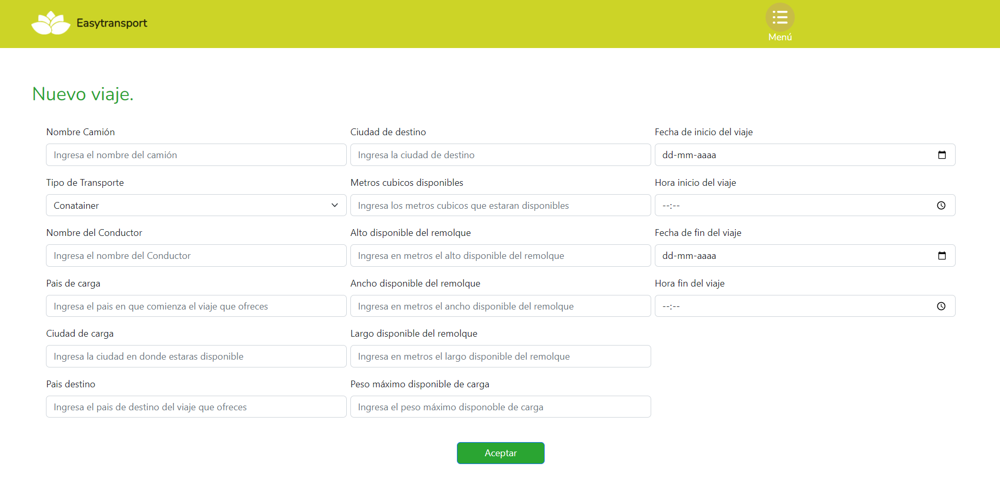 Easytransport
Menú
Nuevo viaje.
Nombre Camión
Ingresa el nombre del camión
Tipo de Transporte
Conatainer
Nombre del Conductor
Ingresa el nombre del Conductor
Pais de carga
Ingresa el pais en que comienza el viaje que ofreces
Ciudad de carga
Ingresa la ciudad en donde estaras disponible
Pais destino
Ingresa el pais de destino del viaje que ofreces
Ciudad de destino
Ingresa la ciudad de destino
Metros cubicos disponibles
Ingresa los metros cubicos que estaran disponibles
Alto disponible del remolque
Ingresa en metros el alto disponible del remolque
Ancho disponible del remolque
Ingresa en metros el ancho disponible del remolque
Largo disponible del remolque
Ingresa en metros el largo disponible del remolque
Peso máximo disponible de carga
Ingresa el peso máximo disponoble de carga
Fecha de inicio del viaje
dd-mm-aaaa
Hora inicio del viaje
--:--
Fecha de fin del viaje
dd-mm-aaaa
Hora fin del viaje
--:--
Aceptar